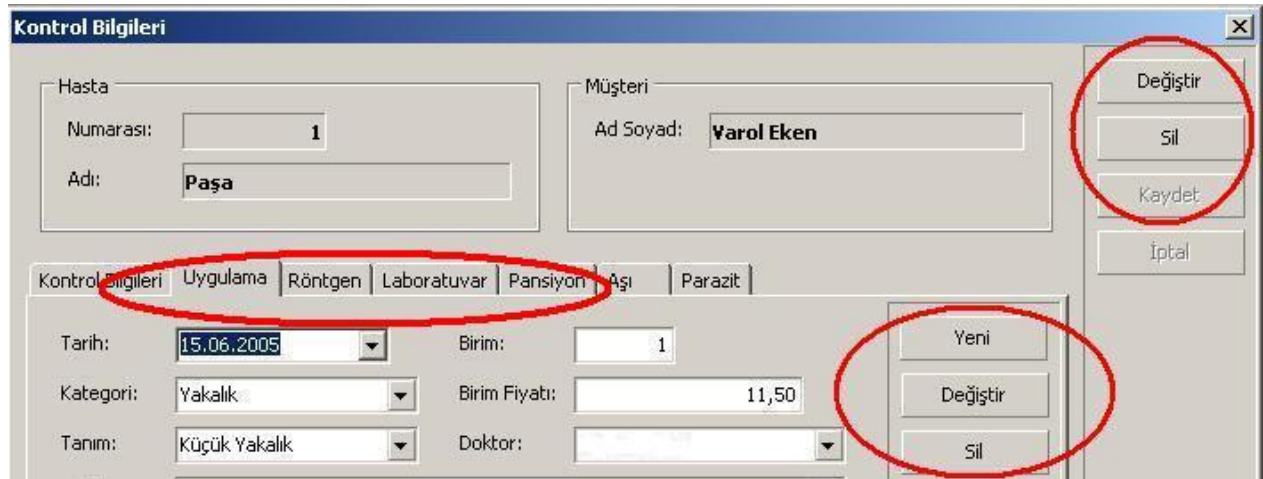 Kontrol Bilgileri
Hasta
Numarası: 1
Adı: Paşa
Müşteri
Ad Soyad: Varol Eken
Değiştir
Sil
Kaydet
İptal
Kontrol Bilgileri Uygulama Röntgen Laboratuvar Pansiyon Aşı Parazit
Tarih: 15.06.2005 Birim: 1
Kategori: Yakalık Birim Fiyatı: 11,50
Tanım: Küçük Yakalık Doktor:
Yeni
Değiştir
Sil